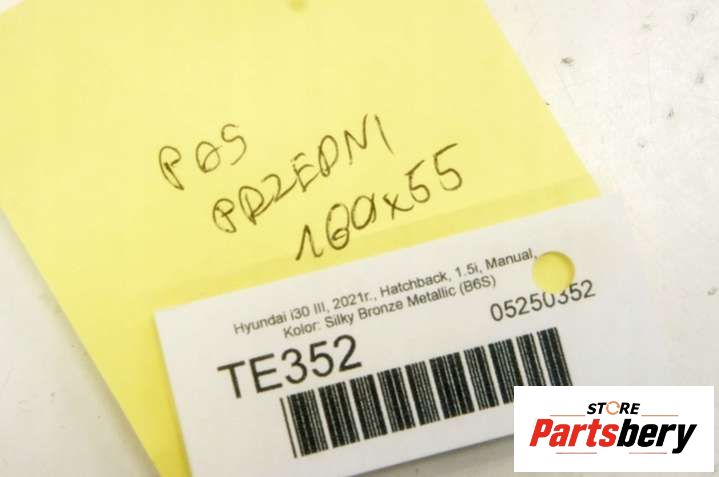 PAS
PRZEDNI
160x55
Hyundai i30 III, 2021r., Hatchback, 1.5i, Manual,
Kolor: Silky Bronze Metallic (B6S)
TE352
05250352
STORE
Partsbery